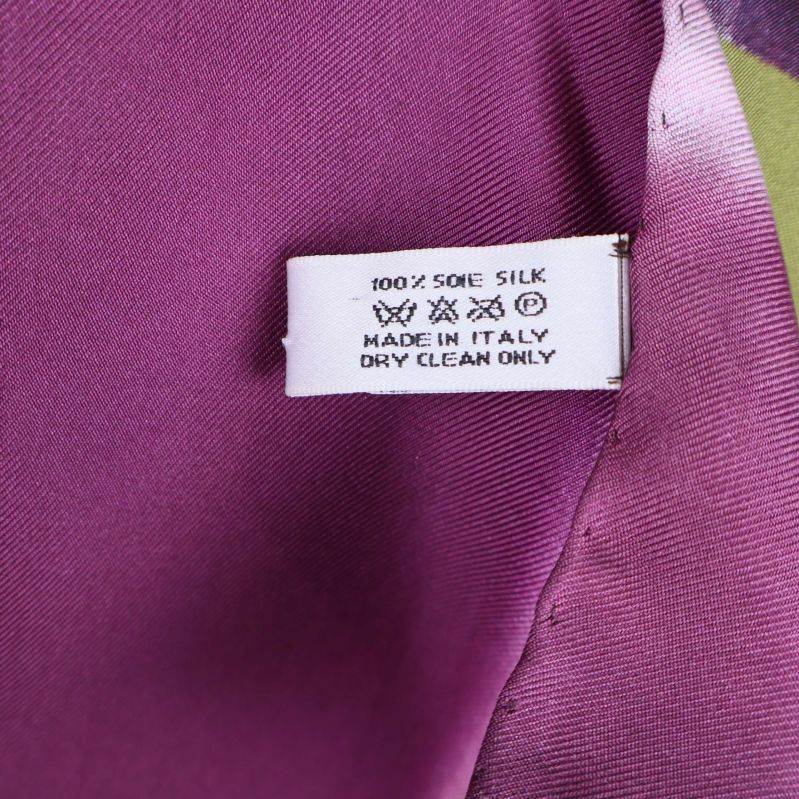 100% SOIE SILK
P
MADE IN ITALY
DRY CLEAN ONLY